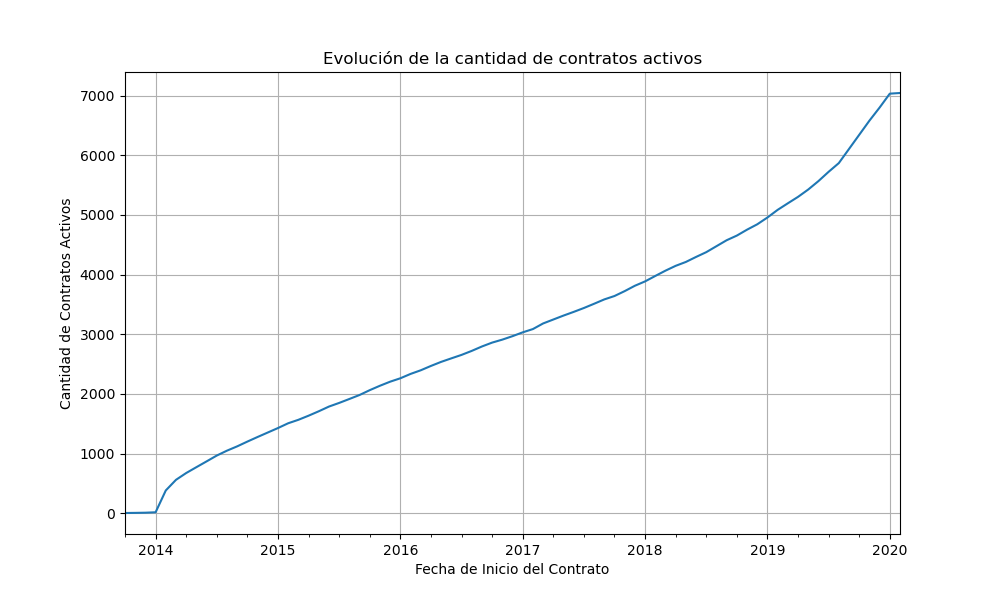 Evolución de la cantidad de contratos activos
Cantidad de Contratos Activos
7000
6000
5000
4000
3000
2000
1000
0
2014 2015 2016 2017 2018 2019 2020
Fecha de Inicio del Contrato